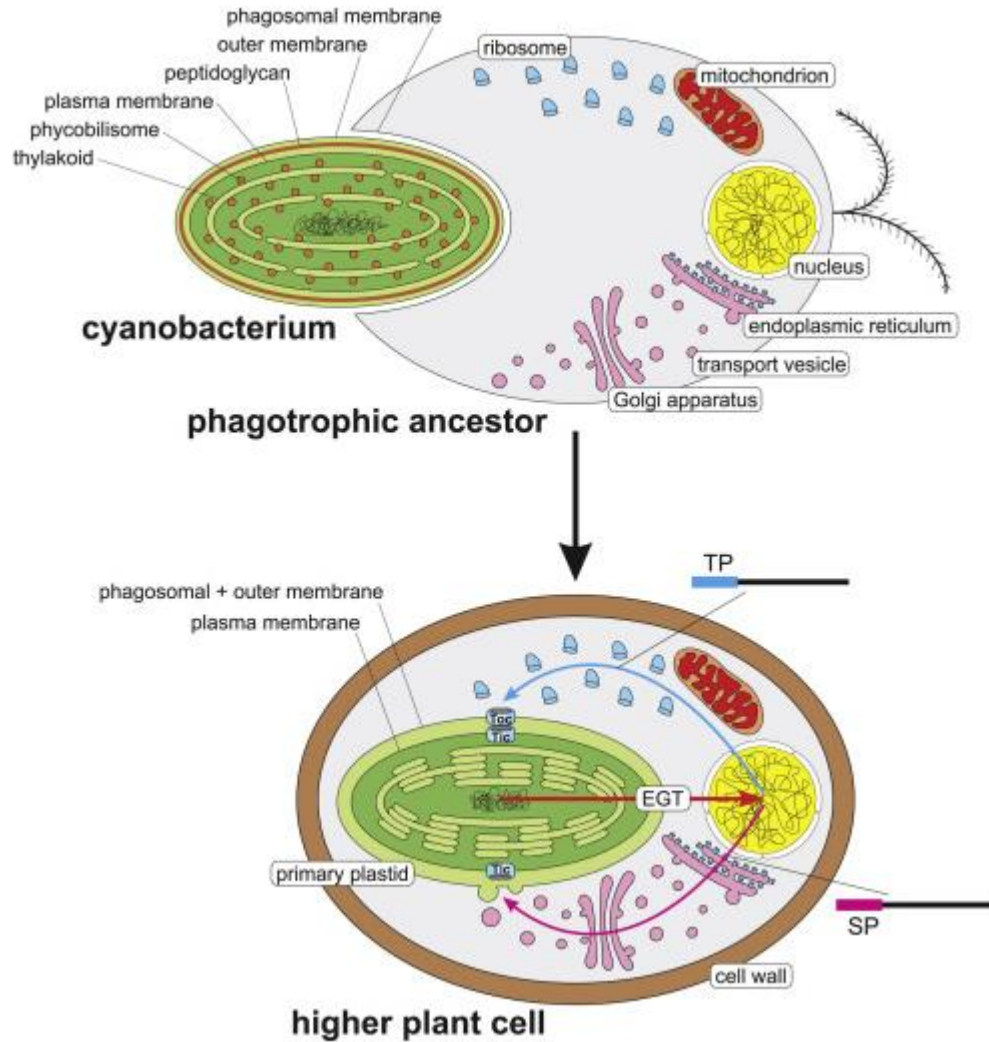 phagosomal membrane
outer membrane
peptidoglycan
plasma membrane
phycobilisome
thylakoid
ribosome
mitochondrion
nucleus
endoplasmic reticulum
transport vesicle
Golgi apparatus
cyanobacterium
phagotrophic ancestor
TP
phagosomal + outer membrane
plasma membrane
Toc
Tic
EGT
primary plastid
Tic
SP
cell wall
higher plant cell